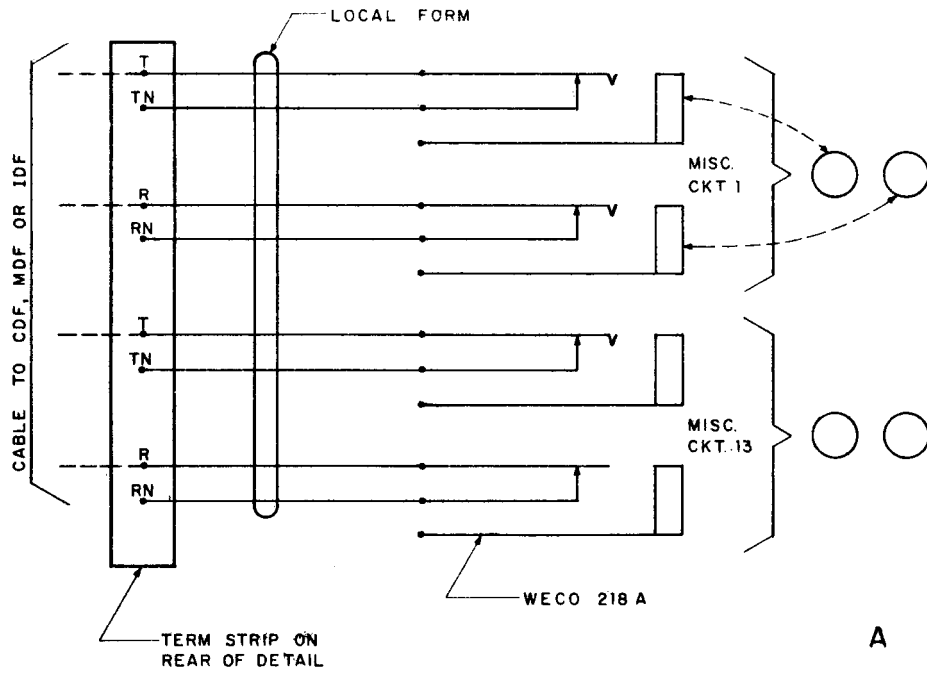 LOCAL FORM
CABLE TO CDF, MDF OR IDF
T
TN
R
RN
MISC.
CKT 1
T
TN
R
RN
MISC.
CKT. 13
WECO 218 A
TERM STRIP ON
REAR OF DETAIL
A